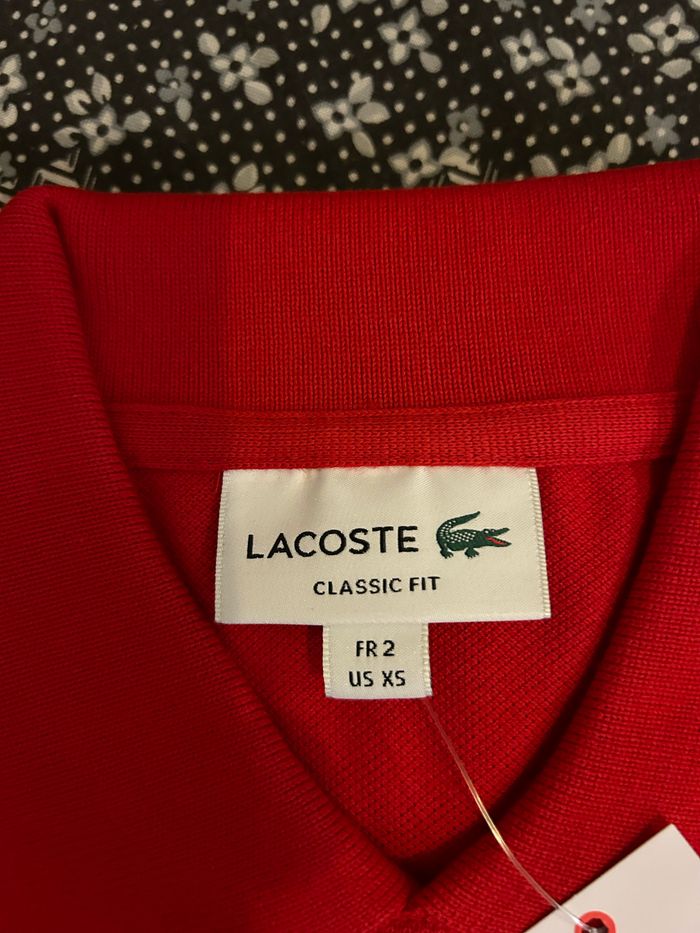 LACOSTE
CLASSIC FIT
FR 2
US XS